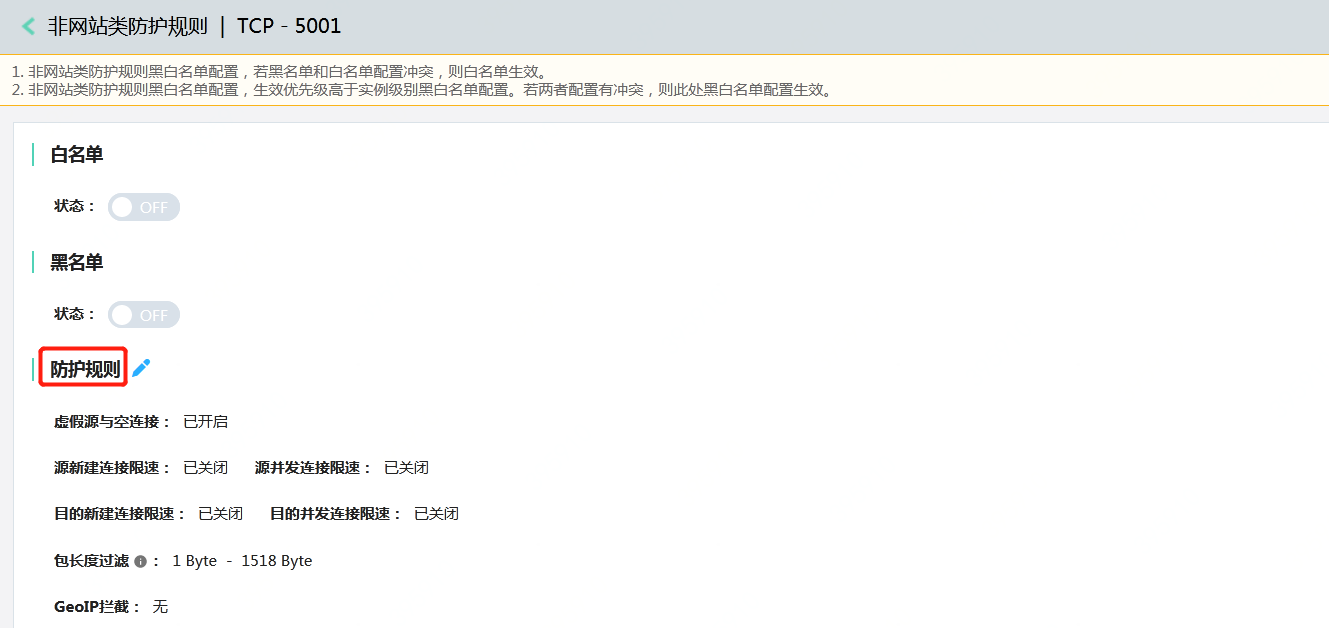 非网站类防护规则 | TCP - 5001
1. 非网站类防护规则黑白名单配置，若黑名单和白名单配置冲突，则白名单生效。
2. 非网站类防护规则黑白名单配置，生效优先级高于实例级别黑白名单配置。若两者配置有冲突，则此处黑白名单配置生效。
白名单
状态： OFF
黑名单
状态： OFF
防护规则
虚假源与空连接： 已开启
源新建连接限速： 已关闭 源并发连接限速： 已关闭
目的新建连接限速： 已关闭 目的并发连接限速： 已关闭
包长度过滤 ： 1 Byte - 1518 Byte
GeoIP拦截： 无